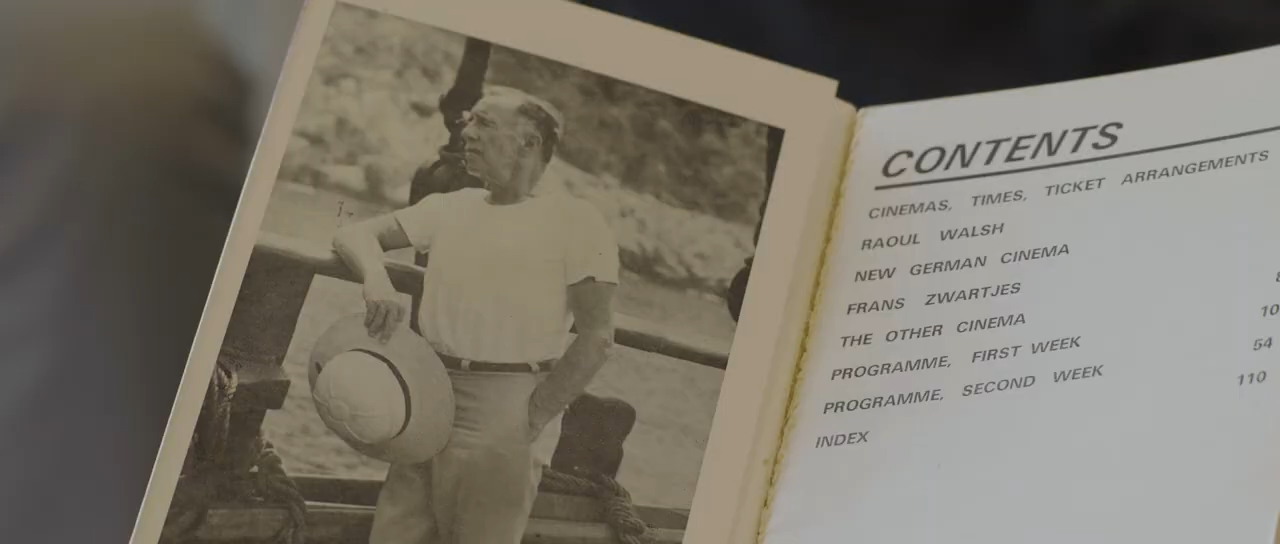 CONTENTS
CINEMAS, TIMES, TICKET ARRANGEMENTS
RAOUL WALSH
NEW GERMAN CINEMA
FRANS ZWARTJES
THE OTHER CINEMA
PROGRAMME, FIRST WEEK 10
PROGRAMME, SECOND WEEK 54
INDEX 110